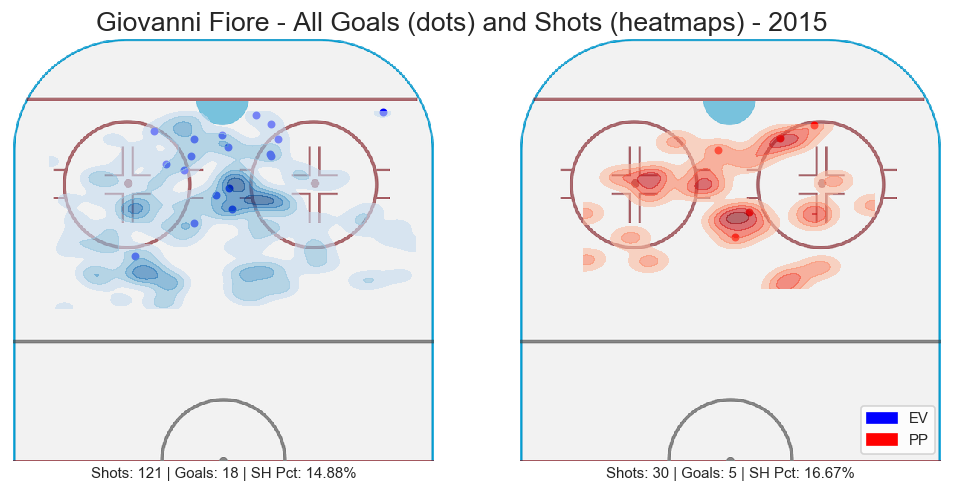 Giovanni Fiore - All Goals (dots) and Shots (heatmaps) - 2015
EV
PP
Shots: 121 | Goals: 18 | SH Pct: 14.88%
Shots: 30 | Goals: 5 | SH Pct: 16.67%